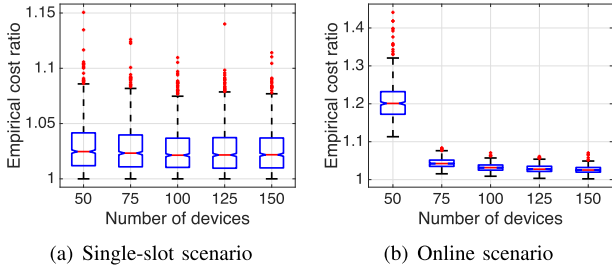 Empirical cost ratio
1.15
1.1
1.05
1
50 75 100 125 150
Number of devices
(a) Single-slot scenario
Empirical cost ratio
1.4
1.3
1.2
1.1
1
50 75 100 125 150
Number of devices
(b) Online scenario